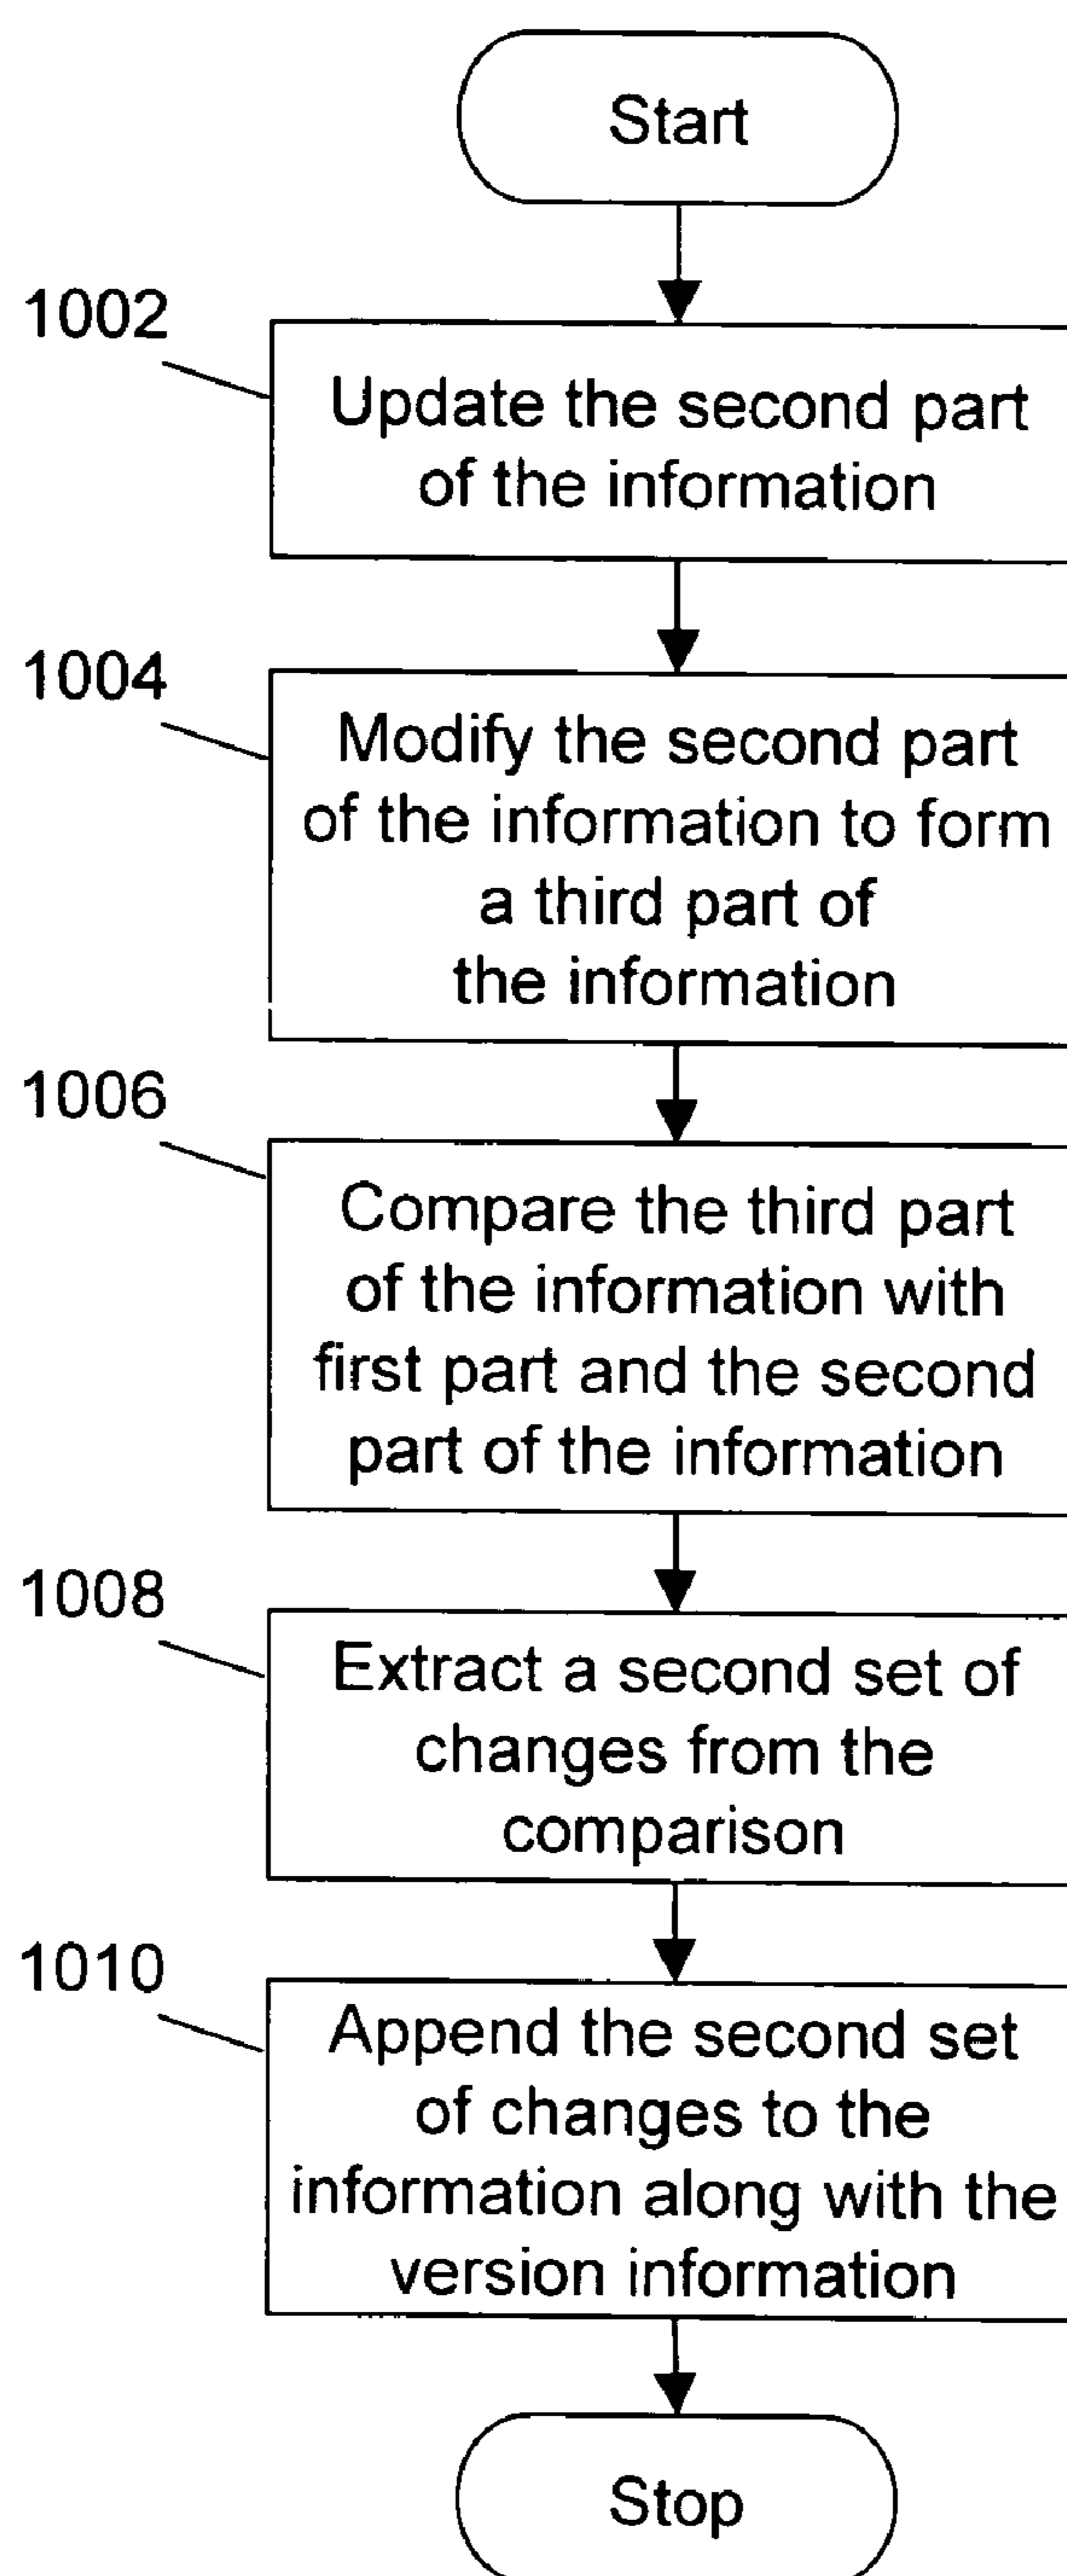 Start
1002
Update the second part
of the information
1004
Modify the second part
of the information to form
a third part of
the information
1006
Compare the third part
of the information with
first part and the second
part of the information
1008
Extract a second set of
changes from the
comparison
1010
Append the second set
of changes to the
information along with the
version information
Stop